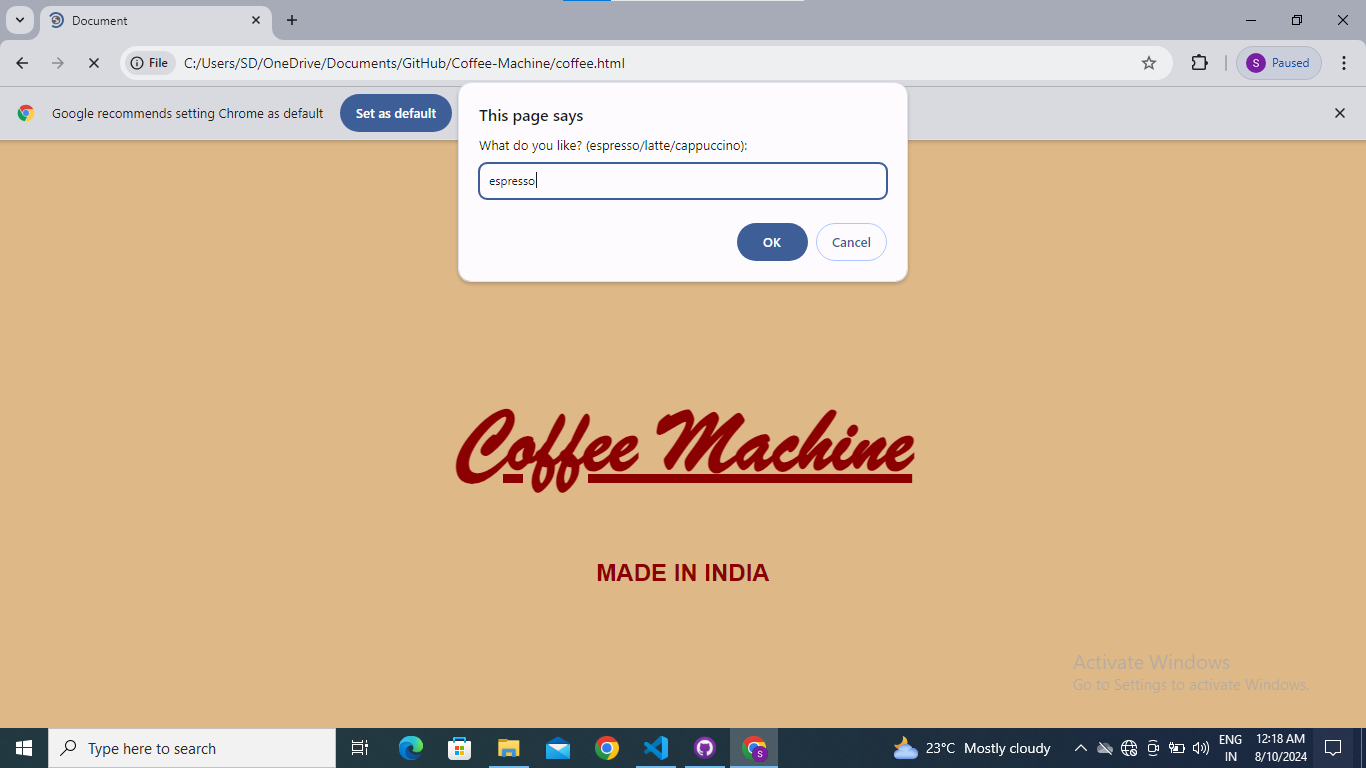 Document
File
C:/Users/SD/OneDrive/Documents/GitHub/Coffee-Machine/coffee.html
S
Paused
Google recommends setting Chrome as default
Set as default
This page says
What do you like? (espresso/latte/cappuccino):
espresso
OK
Cancel
Coffee Machine
MADE IN INDIA
Activate Windows
Go to Settings to activate Windows.
Type here to search
S
23°C Mostly cloudy
ENG
IN
12:18 AM
8/10/2024